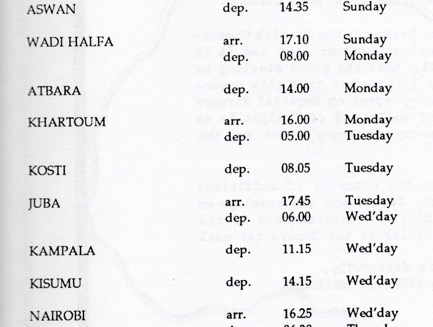 ASWAN dep. 14.35 Sunday
WADI HALFA arr. 17.10 Sunday
dep. 08.00 Monday
ATBARA dep. 14.00 Monday
KHARTOUM arr. 16.00 Monday
dep. 05.00 Tuesday
KOSTI dep. 08.05 Tuesday
JUBA arr. 17.45 Tuesday
dep. 06.00 Wed'day
KAMPALA dep. 11.15 Wed'day
KISUMU dep. 14.15 Wed'day
NAIROBI arr. 16.25 Wed'day